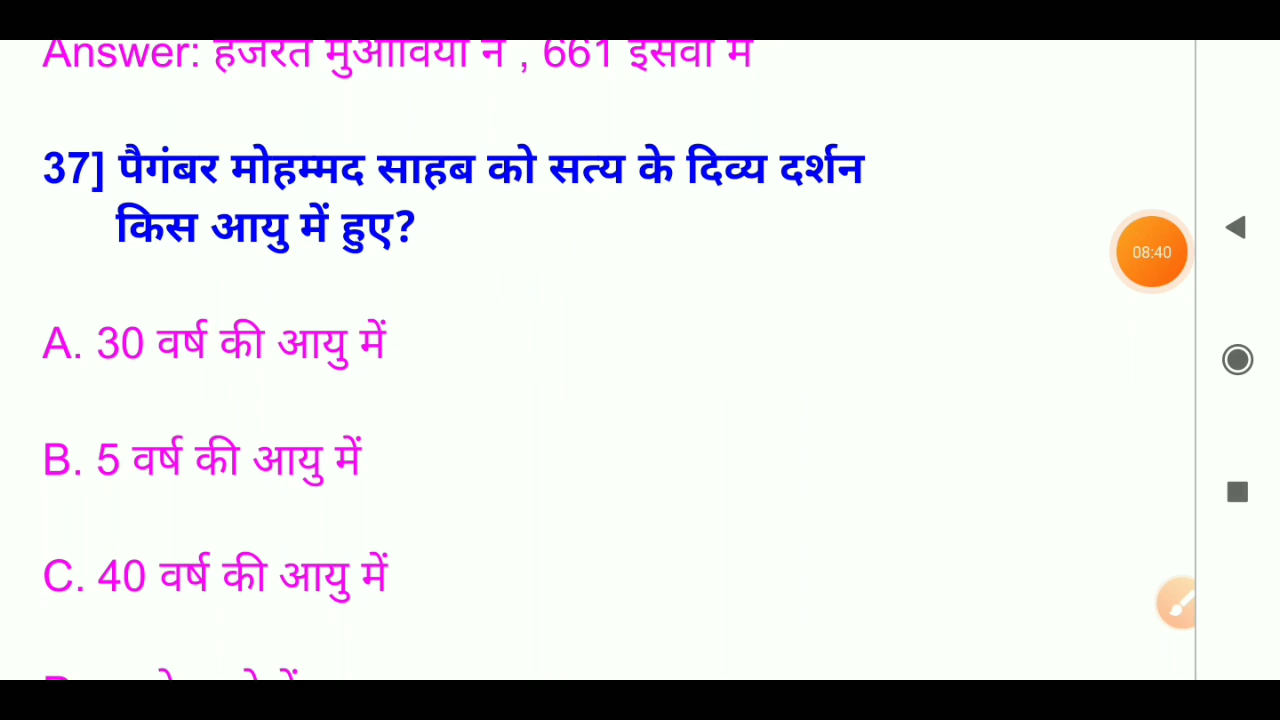 Answer: हजरत मुआविया ने , 661 इसवी में
37] पैगंबर मोहम्मद साहब को सत्य के दिव्य दर्शन
किस आयु में हुए?
08:40
A. 30 वर्ष की आयु में
B. 5 वर्ष की आयु में
C. 40 वर्ष की आयु में